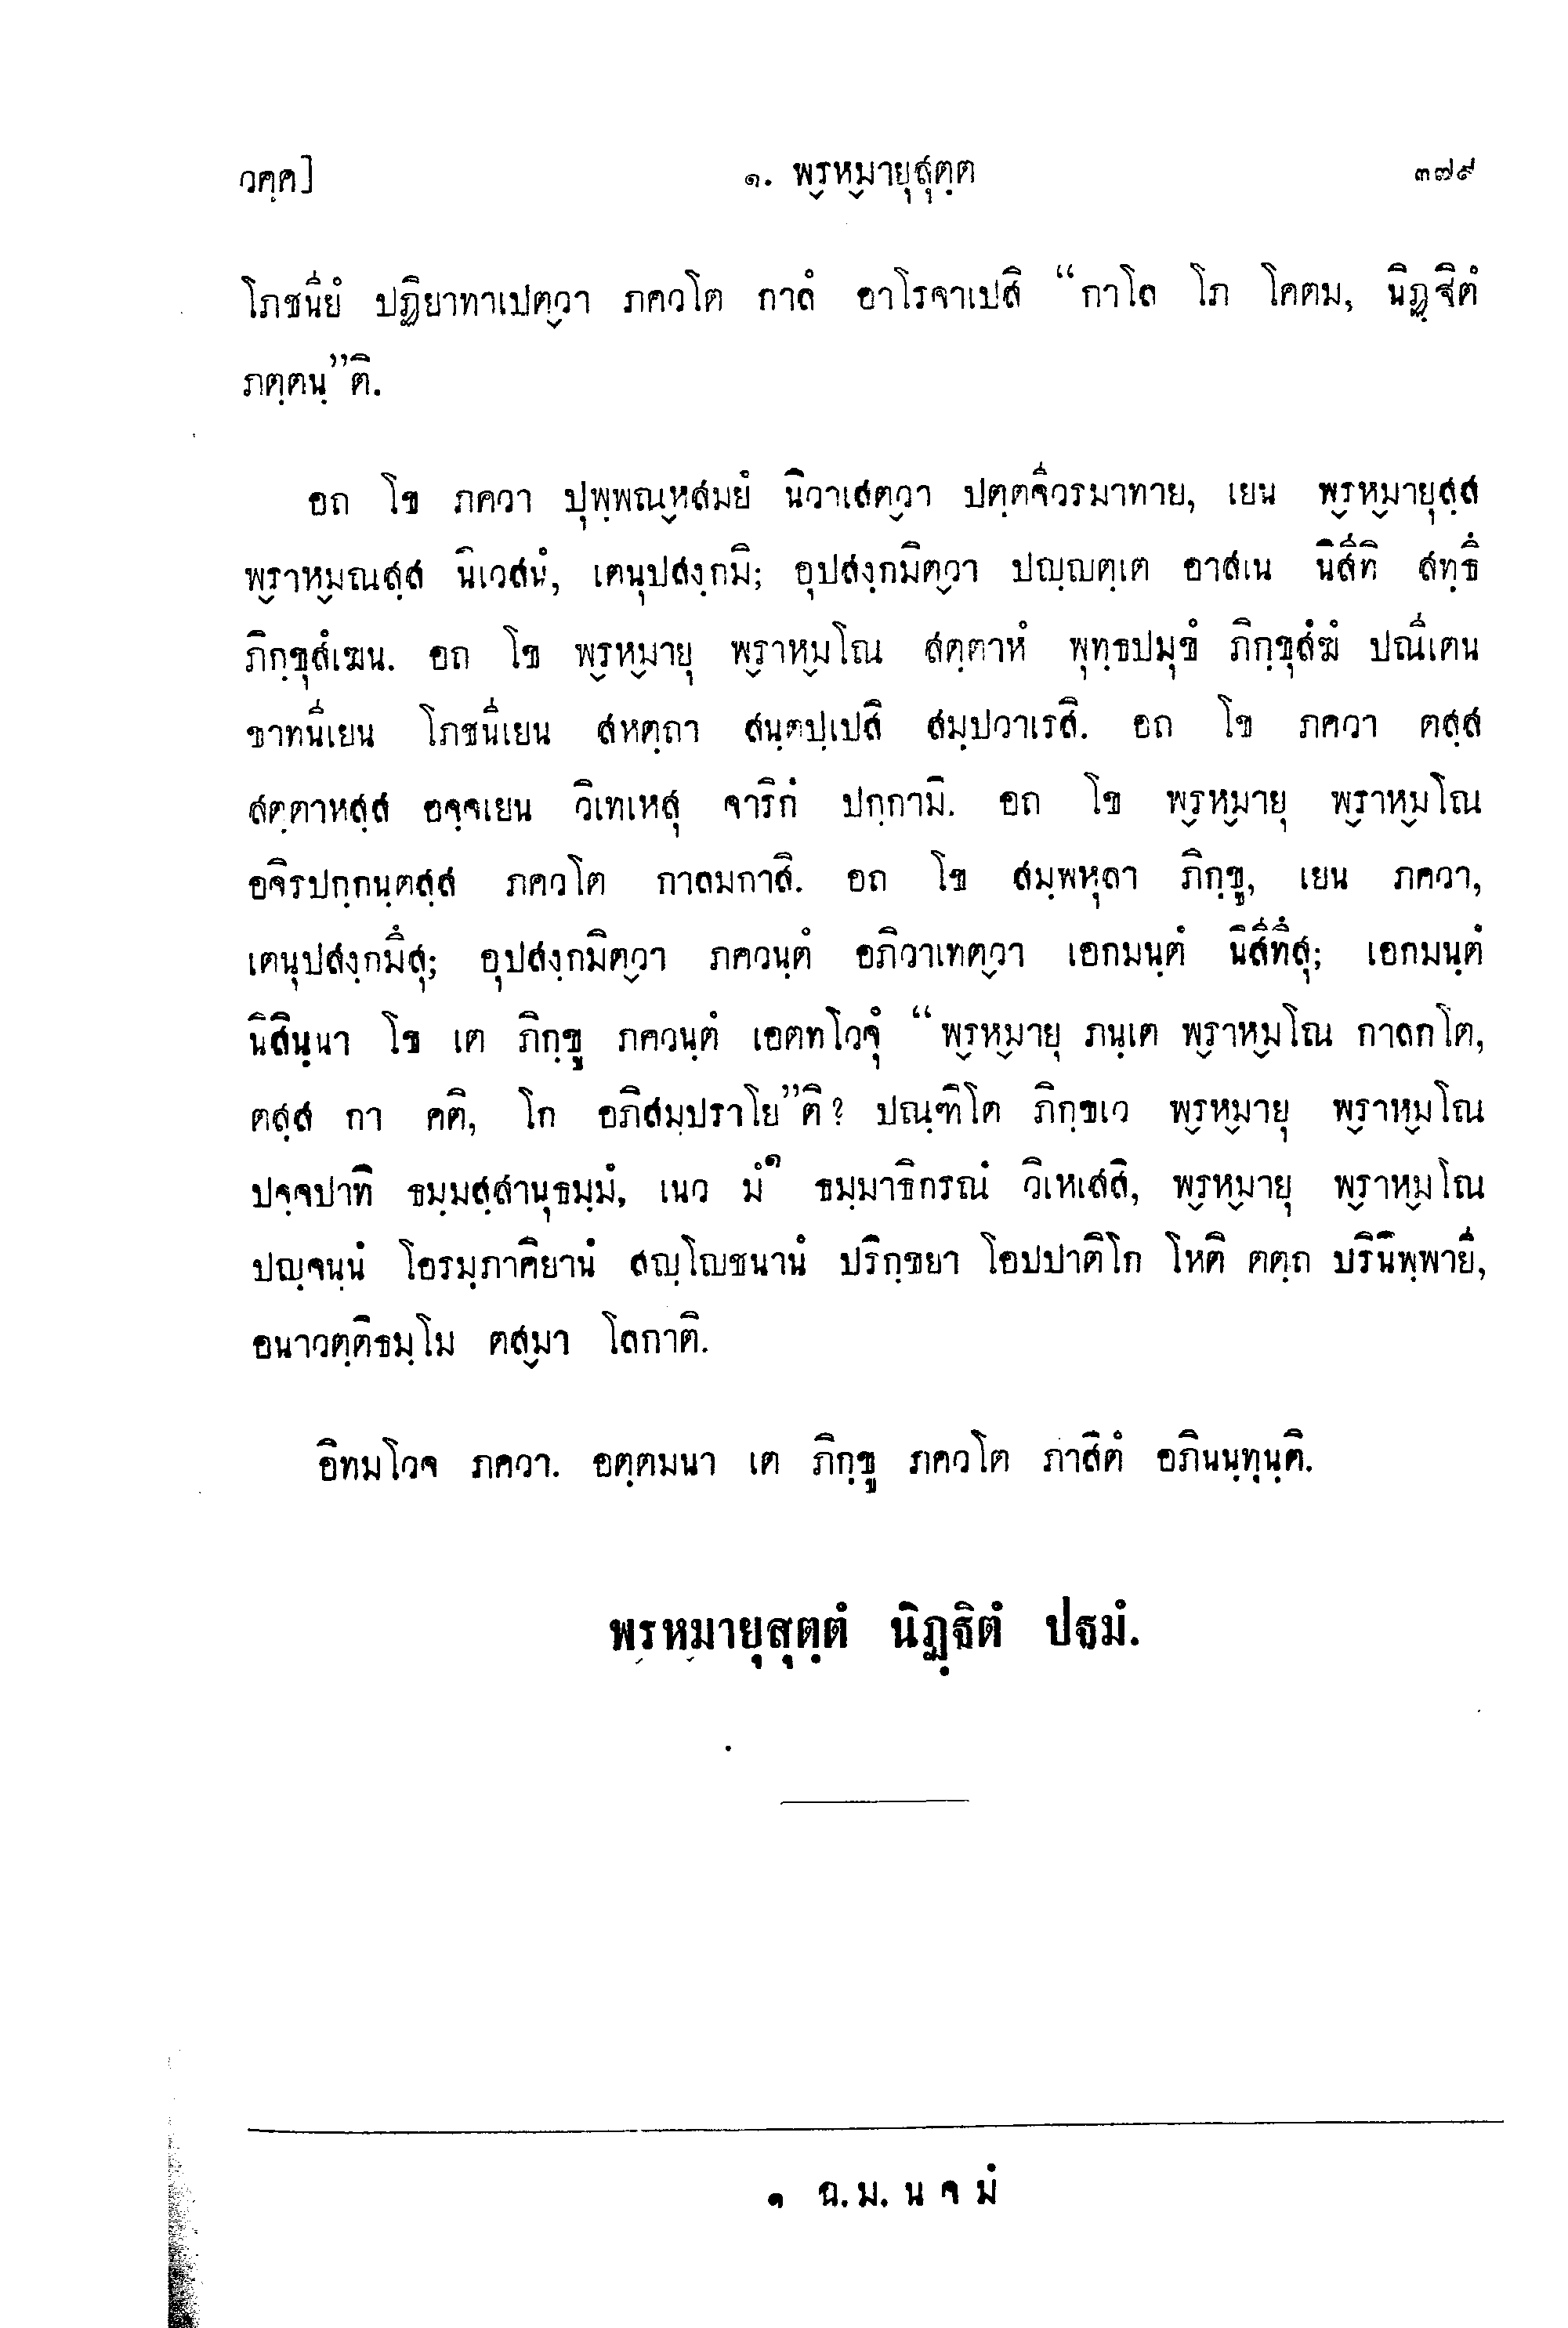 วคฺค]
๑. พฺ๎รหฺ๎มายุสุตฺต
๓๗๙
โภชนียํ ปฏิยาทาเปต๎วา ภควโต กาลํ อาโรจาเปสิ “กาโล โภ โคตม, นิฏฺฐิตํ
ภตฺตนฺ”ติ.
อถ โข ภควา ปุพฺพณ๎หสมยํ นิวาเสต๎วา ปตฺตจีวรมาทาย, เยน พ๎รห๎มายุสฺส
พ๎ราห๎มณสฺส นิเวสนํ, เตนุปสงฺกมิ; อุปสงฺกมิต๎วา ปญฺญตฺเต อาสเน นิสีทิ สทฺธึ
ภิกฺขุสํเฆน. อถ โข พ๎รห๎มายุ พ๎ราห๎มโณ สตฺตาหํ พุทฺธปมุขํ ภิกฺขุสํฆํ ปณีเตน
ขาทนีเยน โภชนีเยน สหตฺถา สนฺตปฺเปสิ สมฺปวาเรสิ. อถ โข ภควา ตสฺส
สตฺตาหสฺส อจฺจเยน วิเทเหสุ จาริกํ ปกฺกามิ. อถ โข พ๎รห๎มายุ พ๎ราห๎มโณ
อจิรปกฺกนฺตสฺส ภควโต กาลมกาสิ. อถ โข สมฺพหุลา ภิกฺขู, เยน ภควา,
เตนุปสงฺกมึสุ; อุปสงฺกมิต๎วา ภควนฺตํ อภิวาเทต๎วา เอกมนฺตํ นิสีทึสุ; เอกมนฺตํ
นิสินฺนา โข เต ภิกฺขู ภควนฺตํ เอตทโวจุํ “พ๎รห๎มายุ ภนฺเต พ๎ราห๎มโณ กาลกโต,
ตสฺส กา คติ, โก อภิสมฺปราโย”ติ? ปณฺฑิโต ภิกฺขเว พ๎รห๎มายุ พ๎ราห๎มโณ
ปจฺจปาทิ ธมฺมสฺสานุธมฺมํ, เนว มํ๑ ธมฺมาธิกรณํ วิเหเสสิ, พ๎รห๎มายุ พ๎ราห๎มโณ
ปญฺจนฺนํ โอรมฺภาคิยานํ สญฺโญชนานํ ปริกฺขยา โอปปาติโก โหติ ตตฺถ ปรินิพฺพายี,
อนาวตฺติธมฺโม ตส๎มา โลกาติ.
อิทมโวจ ภควา. อตฺตมนา เต ภิกฺขู ภควโต ภาสิตํ อภินนฺทุนฺติ.
พ๎รห๎มายุสุตฺตํ นิฏฺฐิตํ ปฐมํ.
๑ ฉ.ม. น จ มํ